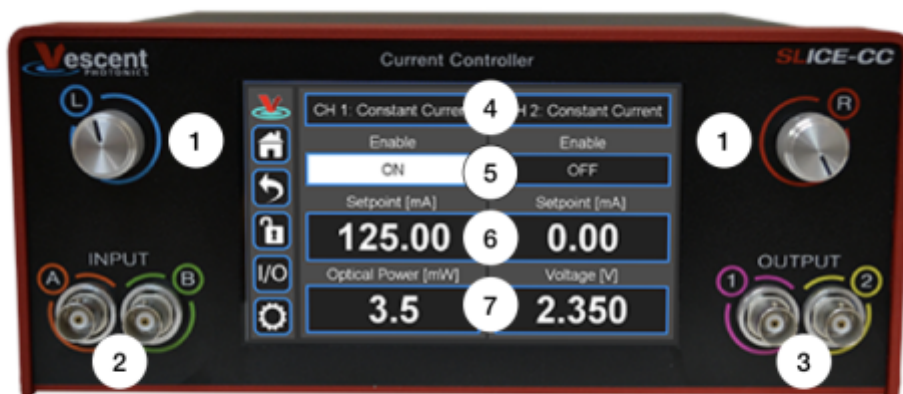 Vescent
PHOTONICS
Current Controller
SLICE-CC
L
R
1
1
4
CH 1: Constant Curren
H 2: Constant Current
Enable
Enable
ON
5
OFF
Setpoint [mA]
Setpoint [mA]
125.00
6
0.00
I/O
Optical Power [mW]
Voltage [V]
3.5
7
2.350
INPUT
A
B
2
OUTPUT
1
2
3